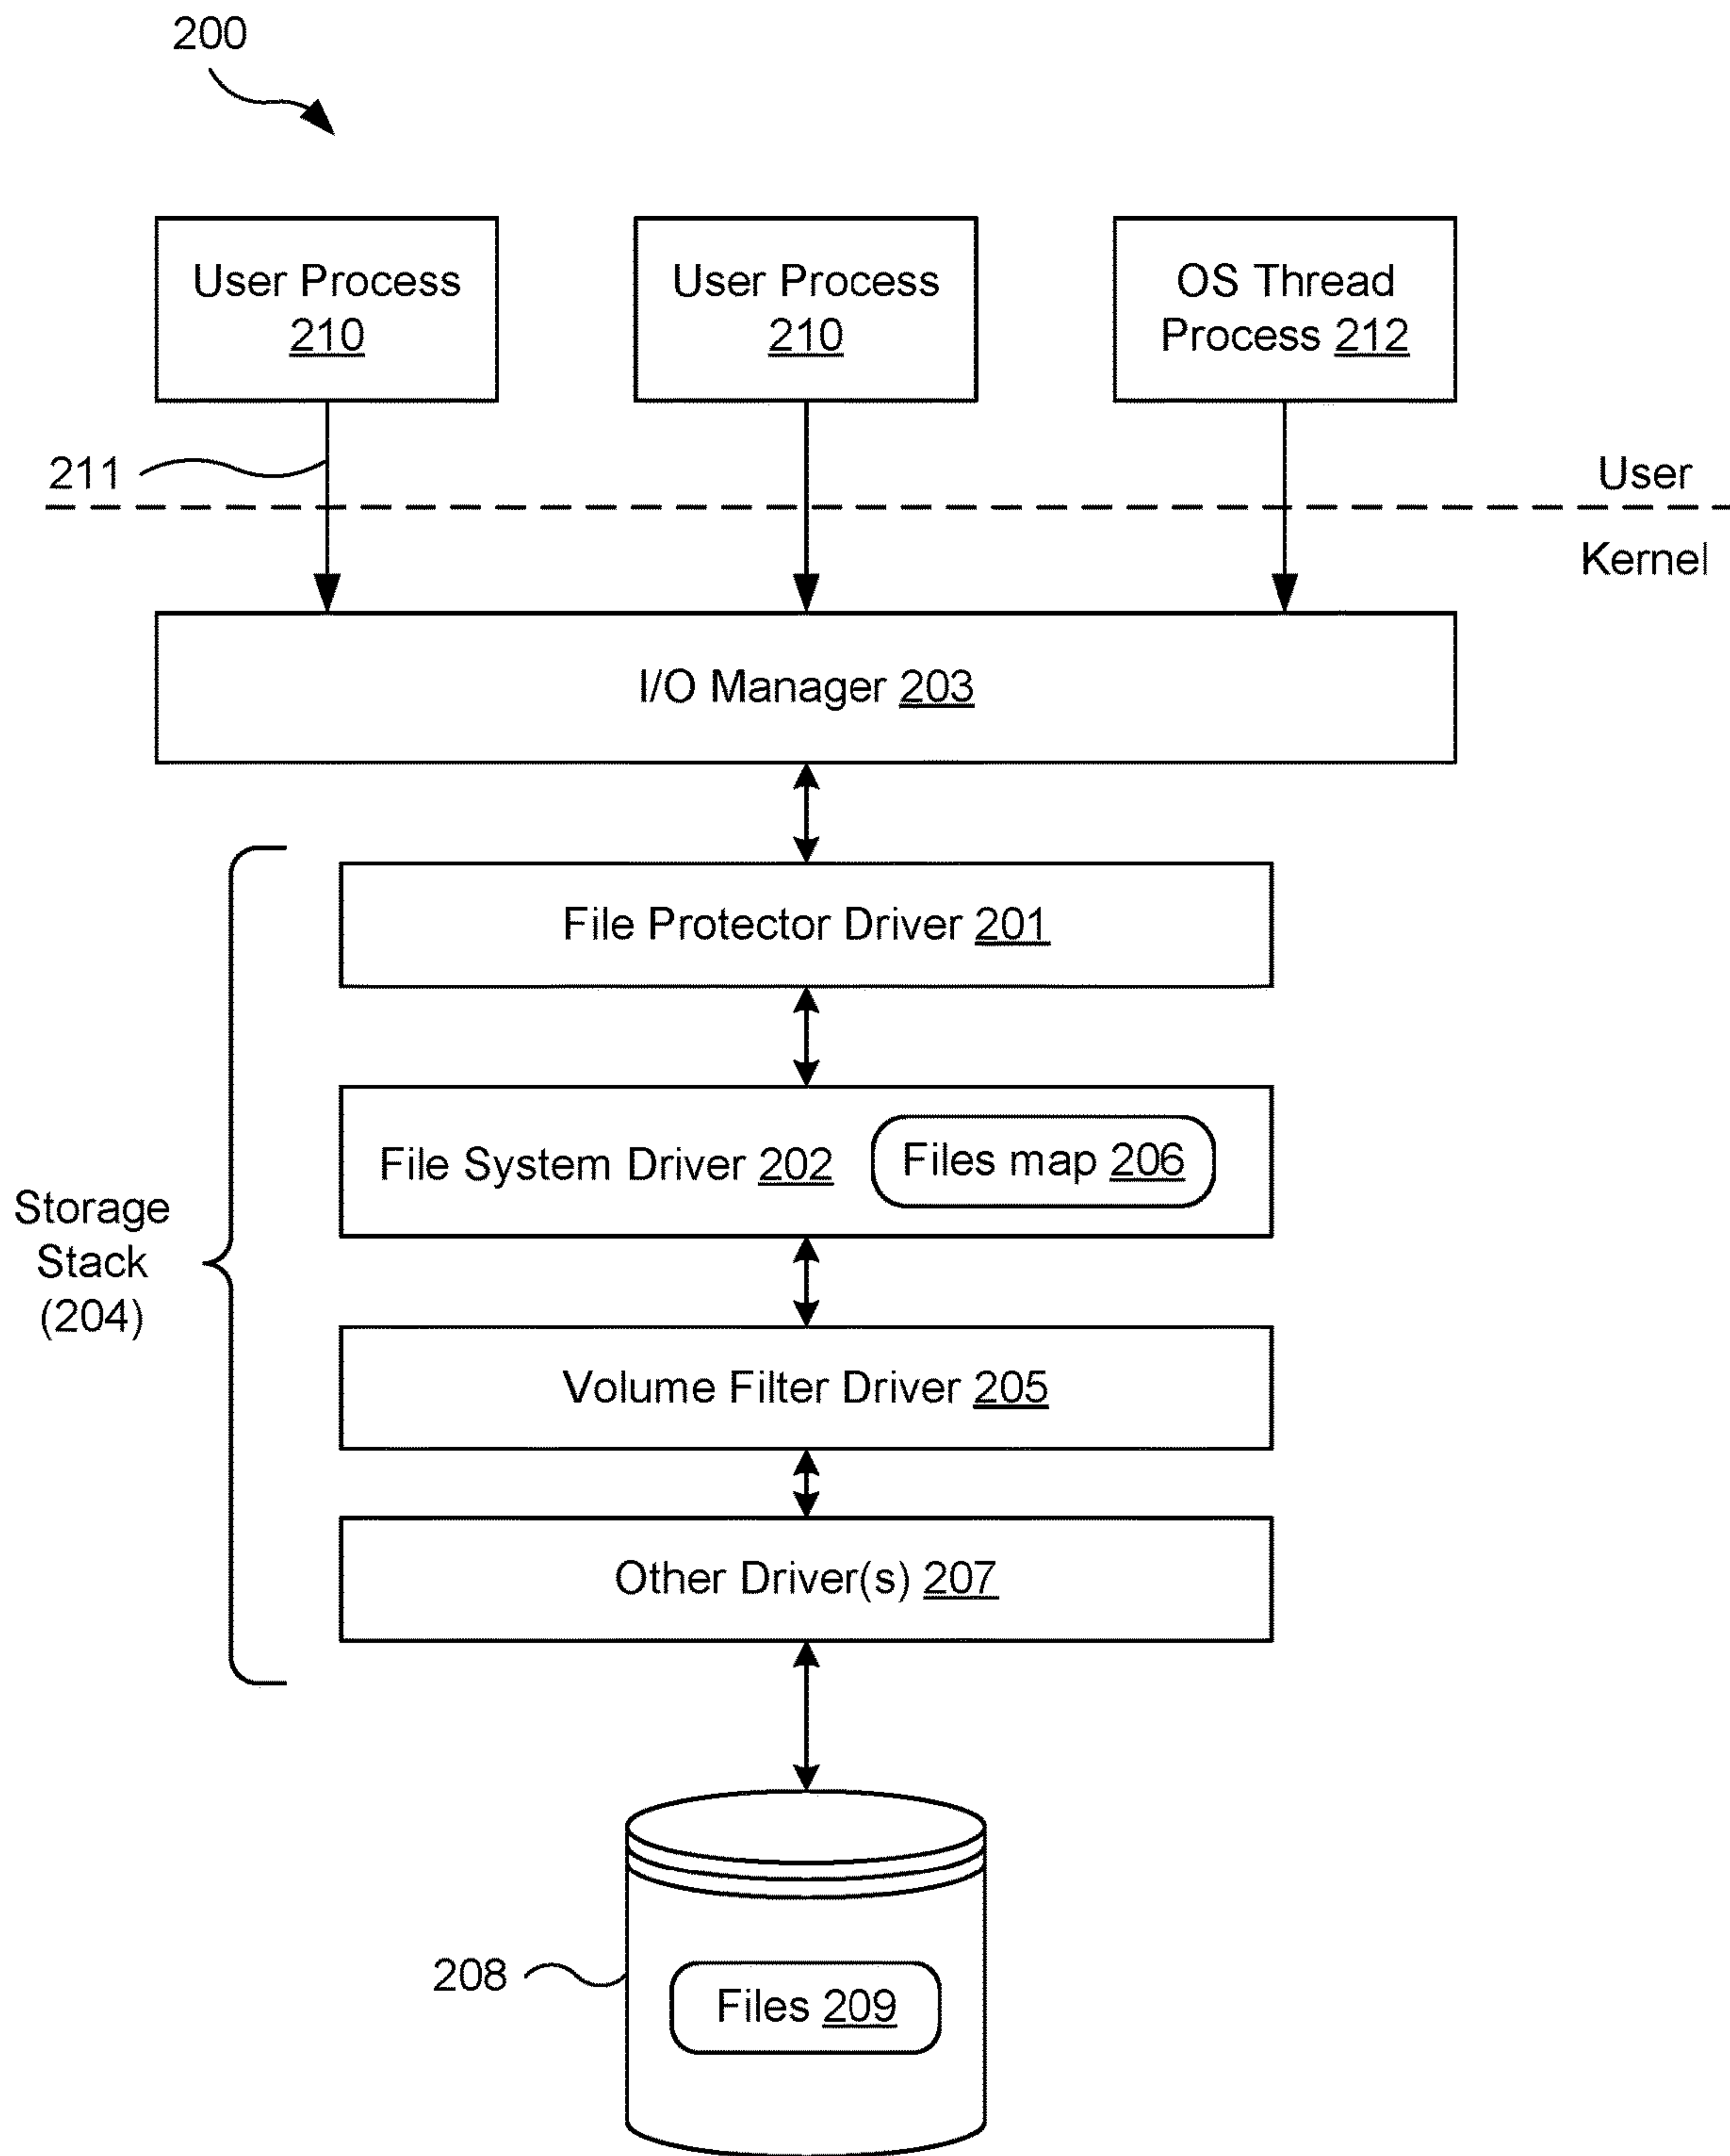 200
User Process
210
User Process
210
OS Thread
Process 212
211
User
Kernel
I/O Manager 203
File Protector Driver 201
File System Driver 202
Files map 206
Storage
Stack
(204)
Volume Filter Driver 205
Other Driver(s) 207
208
Files 209